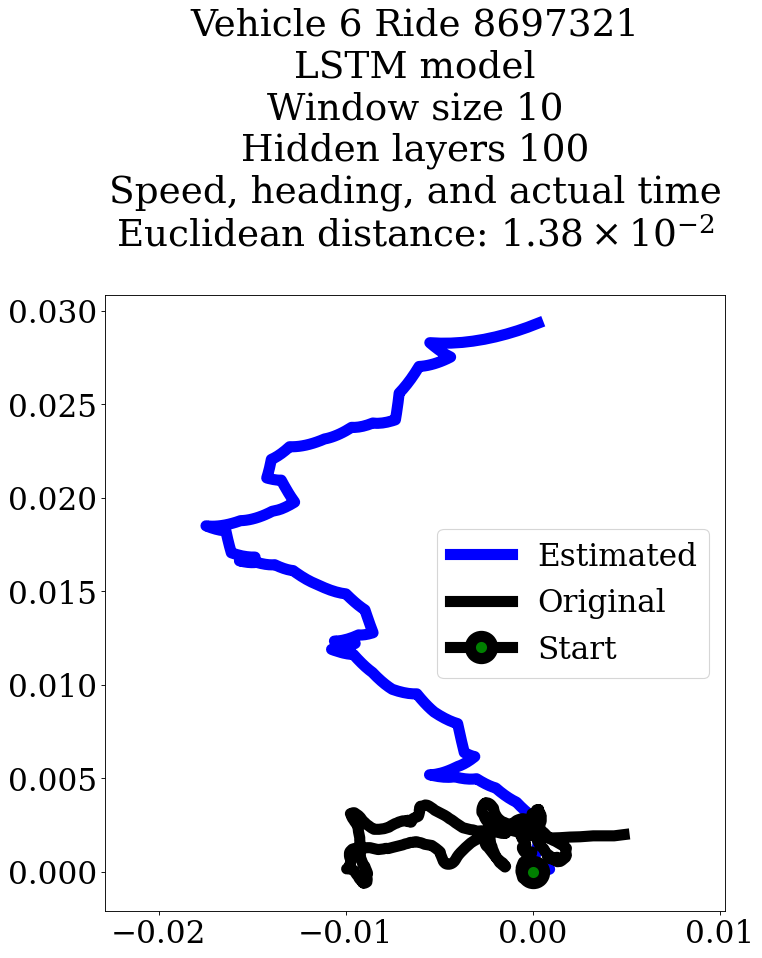 Vehicle 6 Ride 8697321
LSTM model
Window size 10
Hidden layers 100
Speed, heading, and actual time
Euclidean distance: 1.38 × 10⁻²
0.030
0.025
0.020
0.015
0.010
0.005
0.000
Estimated
Original
Start
−0.02
−0.01
0.00
0.01